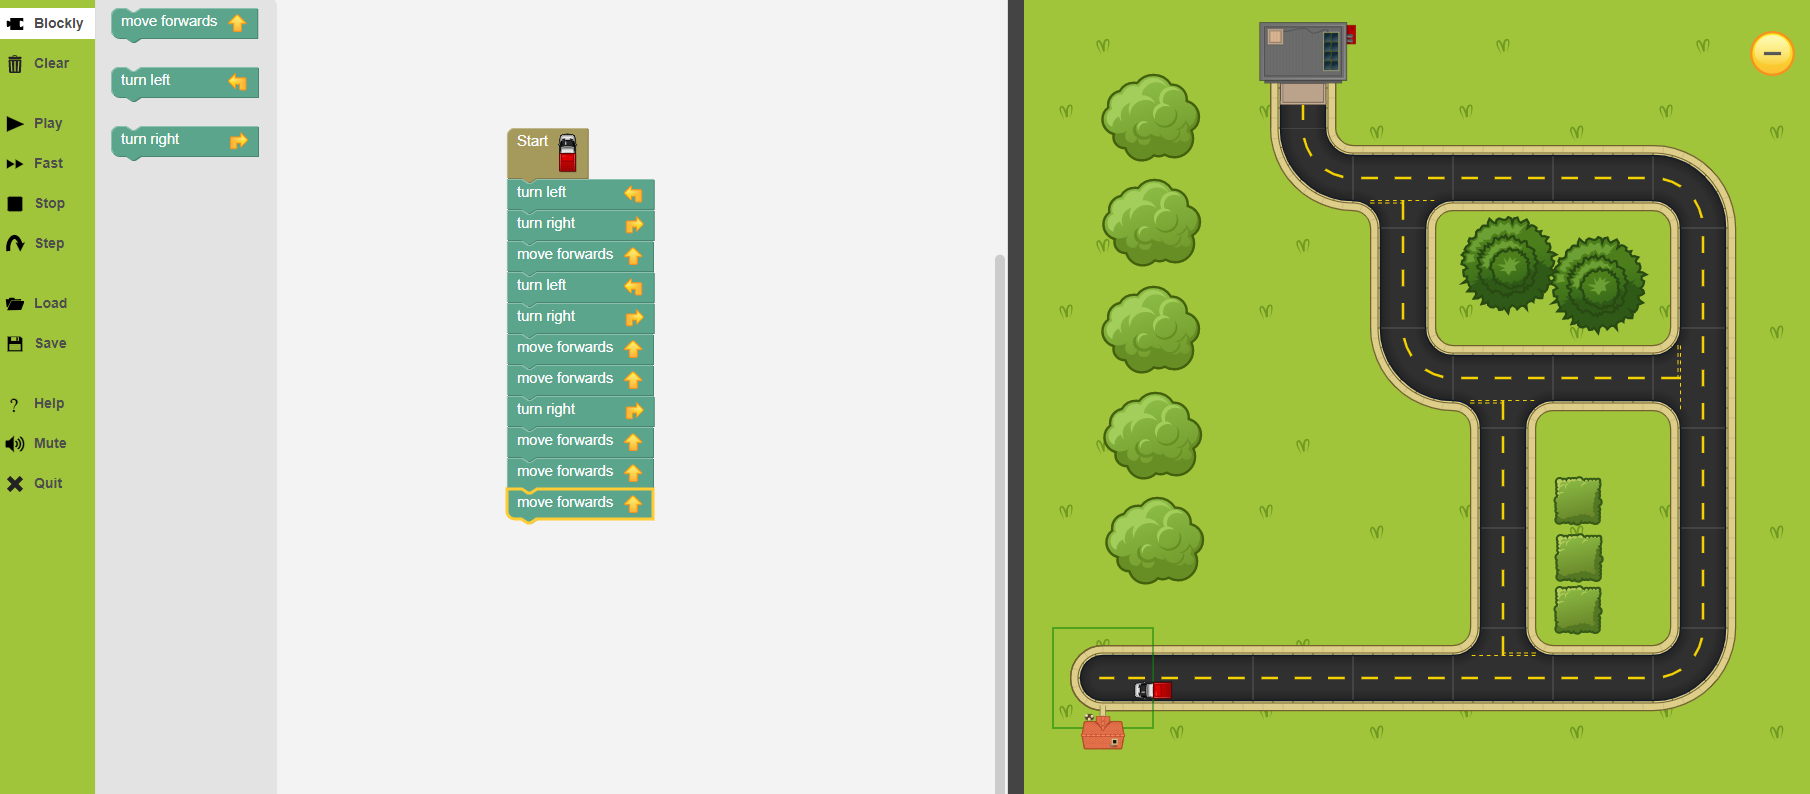 Blockly
Clear
Play
Fast
Stop
Step
Load
Save
Help
Mute
Quit
move forwards
turn left
turn right
Start
turn left
turn right
move forwards
turn left
turn right
move forwards
move forwards
turn right
move forwards
move forwards
move forwards